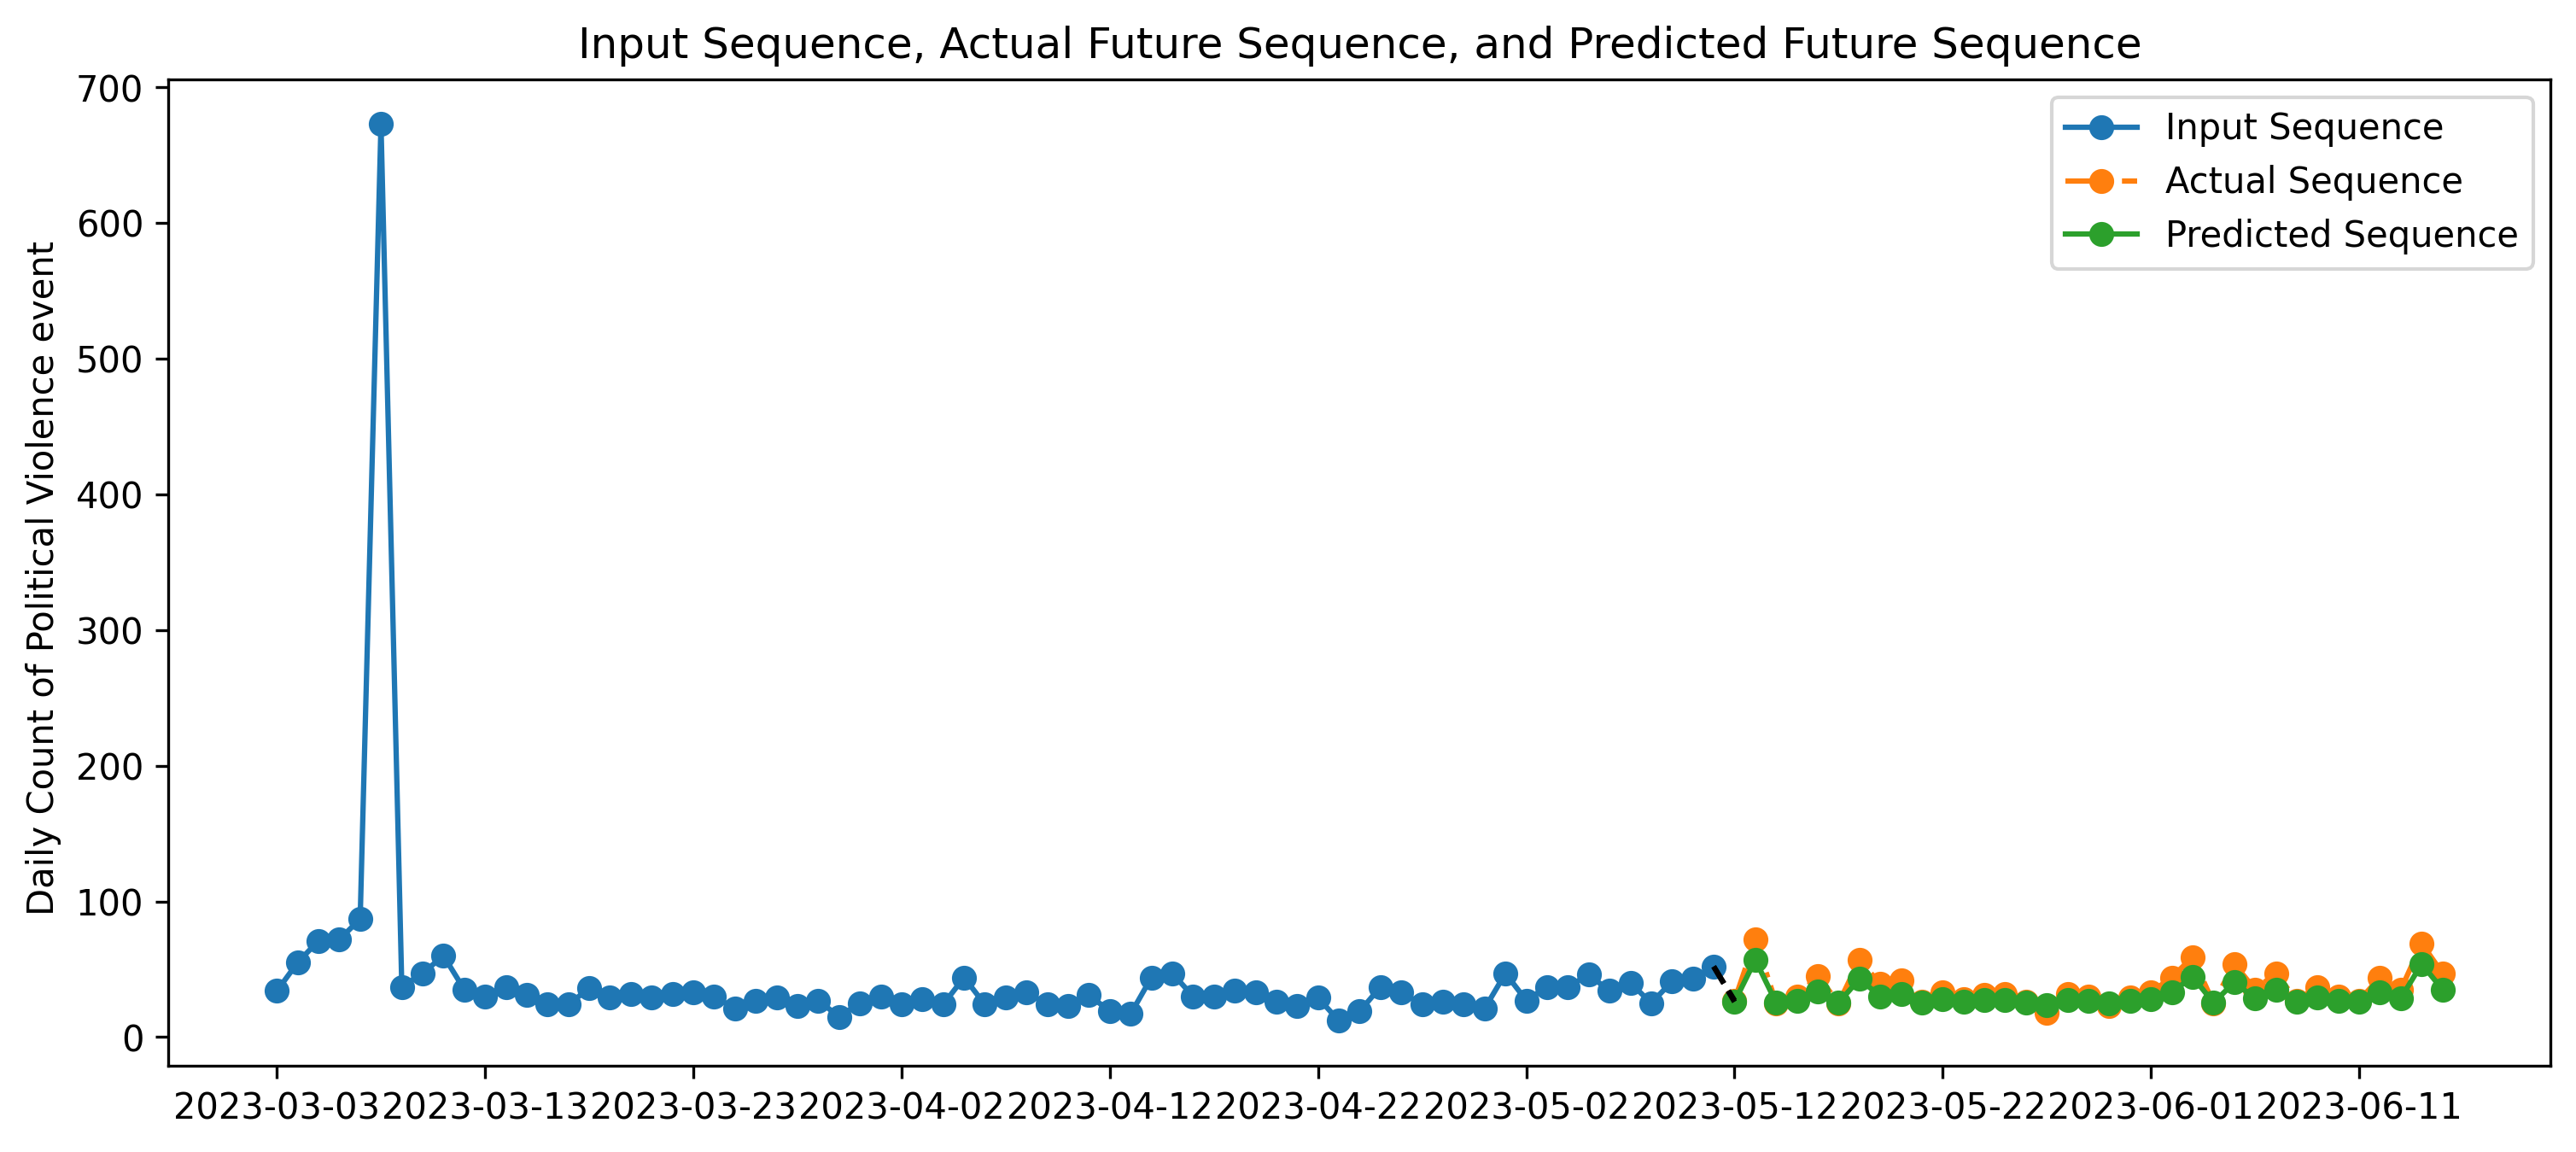 Input Sequence, Actual Future Sequence, and Predicted Future Sequence
Daily Count of Political Violence event
700
600
500
400
300
200
100
0
Input Sequence
Actual Sequence
Predicted Sequence
2023-03-03 2023-03-13 2023-03-23 2023-04-02 2023-04-12 2023-04-22 2023-05-02 2023-05-12 2023-05-22 2023-06-01 2023-06-11